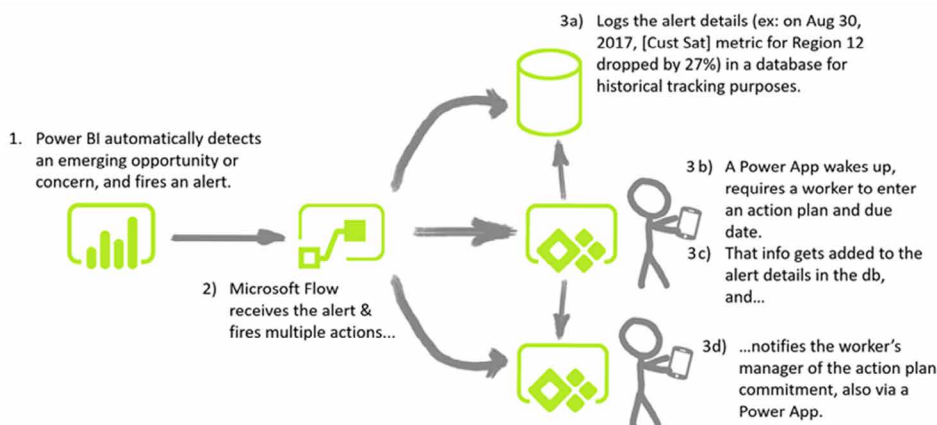 3a) Logs the alert details (ex: on Aug 30,
2017, [Cust Sat] metric for Region 12
dropped by 27%) in a database for
historical tracking purposes.
1. Power BI automatically detects
an emerging opportunity or
concern, and fires an alert.
2) Microsoft Flow
receives the alert &
fires multiple actions...
3b) A Power App wakes up,
requires a worker to enter
an action plan and due
date.
3c) That info gets added to the
alert details in the db,
and...
3d) ...notifies the worker's
manager of the action plan
commitment, also via a
Power App.